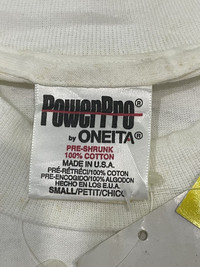 PowerPro®
by ONEITA®
PRE-SHRUNK
100% COTTON
MADE IN U.S.A.
PRÉ-RÉTRÉCI/100% COTON
PRE-ENCOGIDO/100% ALGODON
HECHO EN LOS E.U.A.
SMALL/PETIT/CHICO